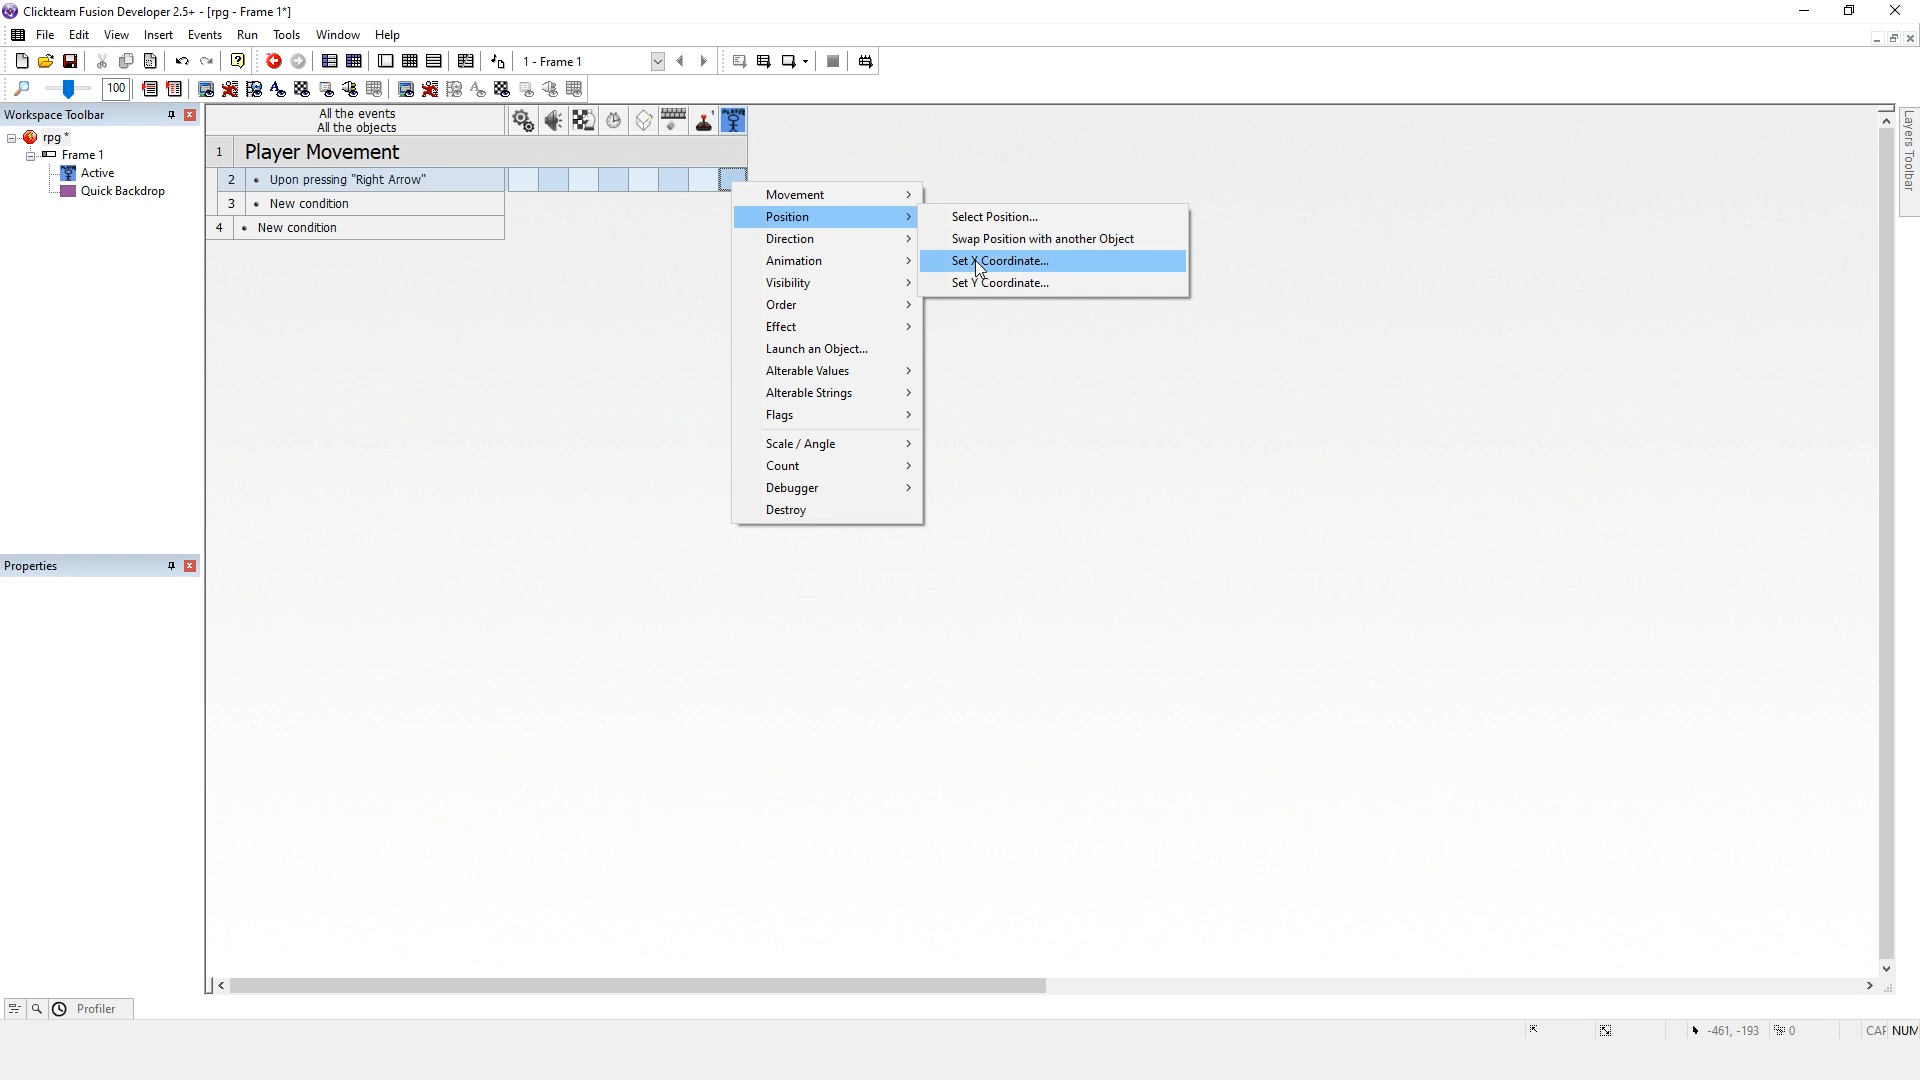 Clickteam Fusion Developer 2.5+ - [rpg - Frame 1*]
File Edit View Insert Events Run Tools Window Help
1 - Frame 1
100
Workspace Toolbar
rpg *
Frame 1
Active
Quick Backdrop
Properties
All the events
All the objects
PLAYER
1 Player Movement
2 • Upon pressing "Right Arrow"
3 • New condition
4 • New condition
Movement
Position
Direction
Animation
Visibility
Order
Effect
Launch an Object...
Alterable Values
Alterable Strings
Flags
Scale / Angle
Count
Debugger
Destroy
Select Position...
Swap Position with another Object
Set X Coordinate...
Set Y Coordinate...
Layers Toolbar
Profiler
-461, -193 0 CAP NUM